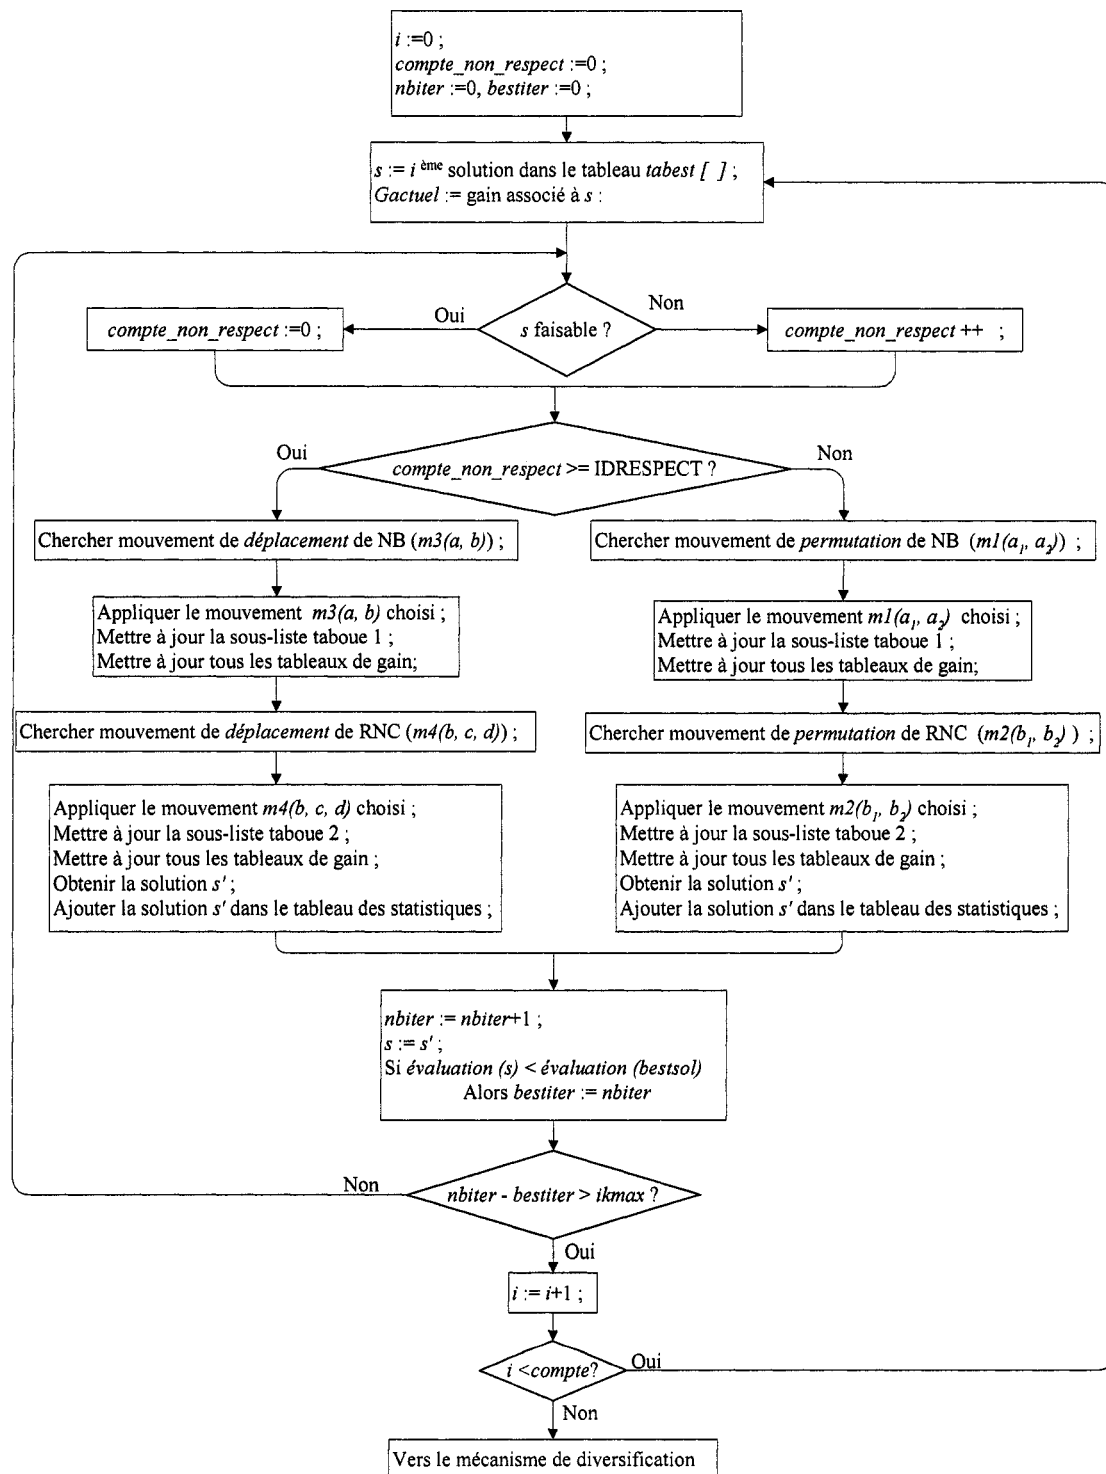 i :=0 ;
compte_non_respect :=0 ;
nbiter :=0, bestiter :=0 ;
s := i ème solution dans le tableau tabest [ ] ;
Gactuel := gain associé à s :
Oui
Non
s faisable ?
compte_non_respect :=0 ;
compte_non_respect ++ ;
Oui
Non
compte_non_respect >= IDRESPECT ?
Chercher mouvement de déplacement de NB (m3(a, b)) ;
Appliquer le mouvement m3(a, b) choisi ;
Mettre à jour la sous-liste taboue 1 ;
Mettre à jour tous les tableaux de gain;
Chercher mouvement de déplacement de RNC (m4(b, c, d)) ;
Appliquer le mouvement m4(b, c, d) choisi ;
Mettre à jour la sous-liste taboue 2 ;
Mettre à jour tous les tableaux de gain ;
Obtenir la solution s' ;
Ajouter la solution s' dans le tableau des statistiques ;
Chercher mouvement de permutation de NB (m1(a₁, a₂)) ;
Appliquer le mouvement m1(a₁, a₂) choisi ;
Mettre à jour la sous-liste taboue 1 ;
Mettre à jour tous les tableaux de gain;
Chercher mouvement de permutation de RNC (m2(b₁, b₂) ) ;
Appliquer le mouvement m2(b₁, b₂) choisi ;
Mettre à jour la sous-liste taboue 2 ;
Mettre à jour tous les tableaux de gain ;
Obtenir la solution s' ;
Ajouter la solution s' dans le tableau des statistiques ;
nbiter := nbiter+1 ;
s := s' ;
Si évaluation (s) < évaluation (bestsol)
Alors bestiter := nbiter
Non
nbiter - bestiter > ikmax ?
Oui
i := i+1 ;
i <compte?
Oui
Non
Vers le mécanisme de diversification